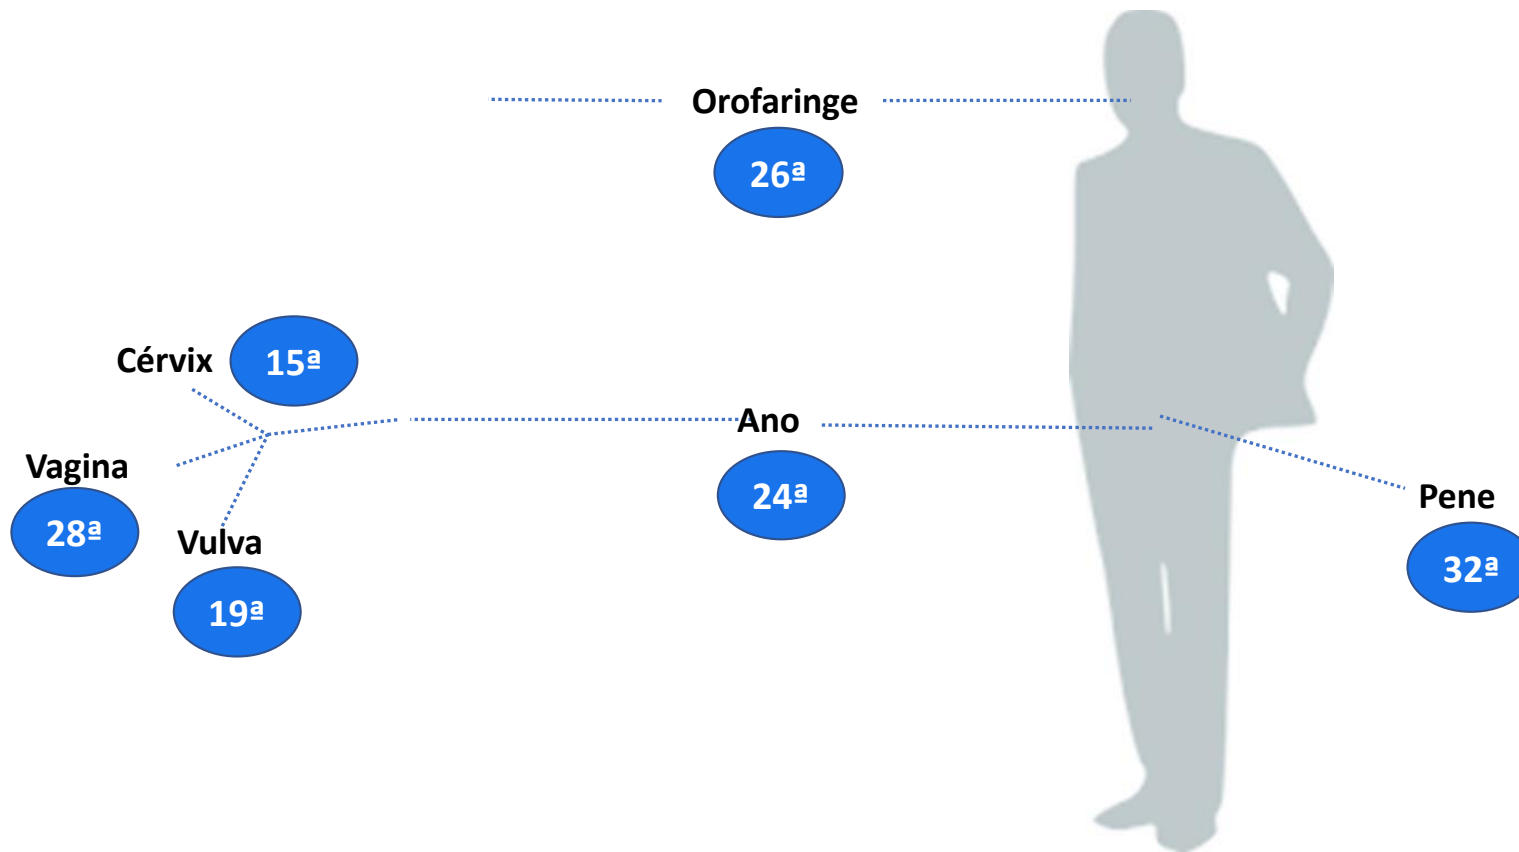 Orofaringe
26ª
Cérvix
15ª
Ano
24ª
Vagina
28ª
Vulva
19ª
Pene
32ª